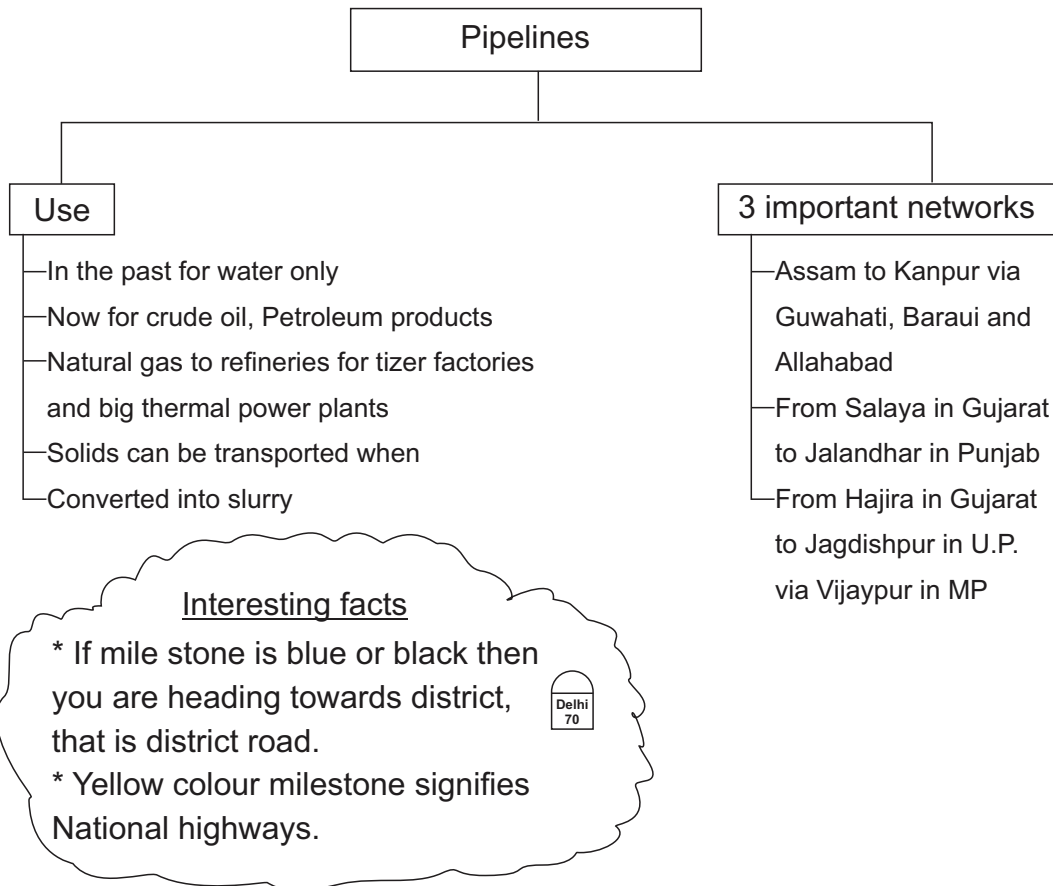 Pipelines
Use
In the past for water only
Now for crude oil, Petroleum products
Natural gas to refineries for tizer factories
and big thermal power plants
Solids can be transported when
Converted into slurry
3 important networks
Assam to Kanpur via
Guwahati, Baraui and
Allahabad
From Salaya in Gujarat
to Jalandhar in Punjab
From Hajira in Gujarat
to Jagdishpur in U.P.
via Vijaypur in MP
Interesting facts
* If mile stone is blue or black then
you are heading towards district,
that is district road.
* Yellow colour milestone signifies
National highways.
Delhi
70